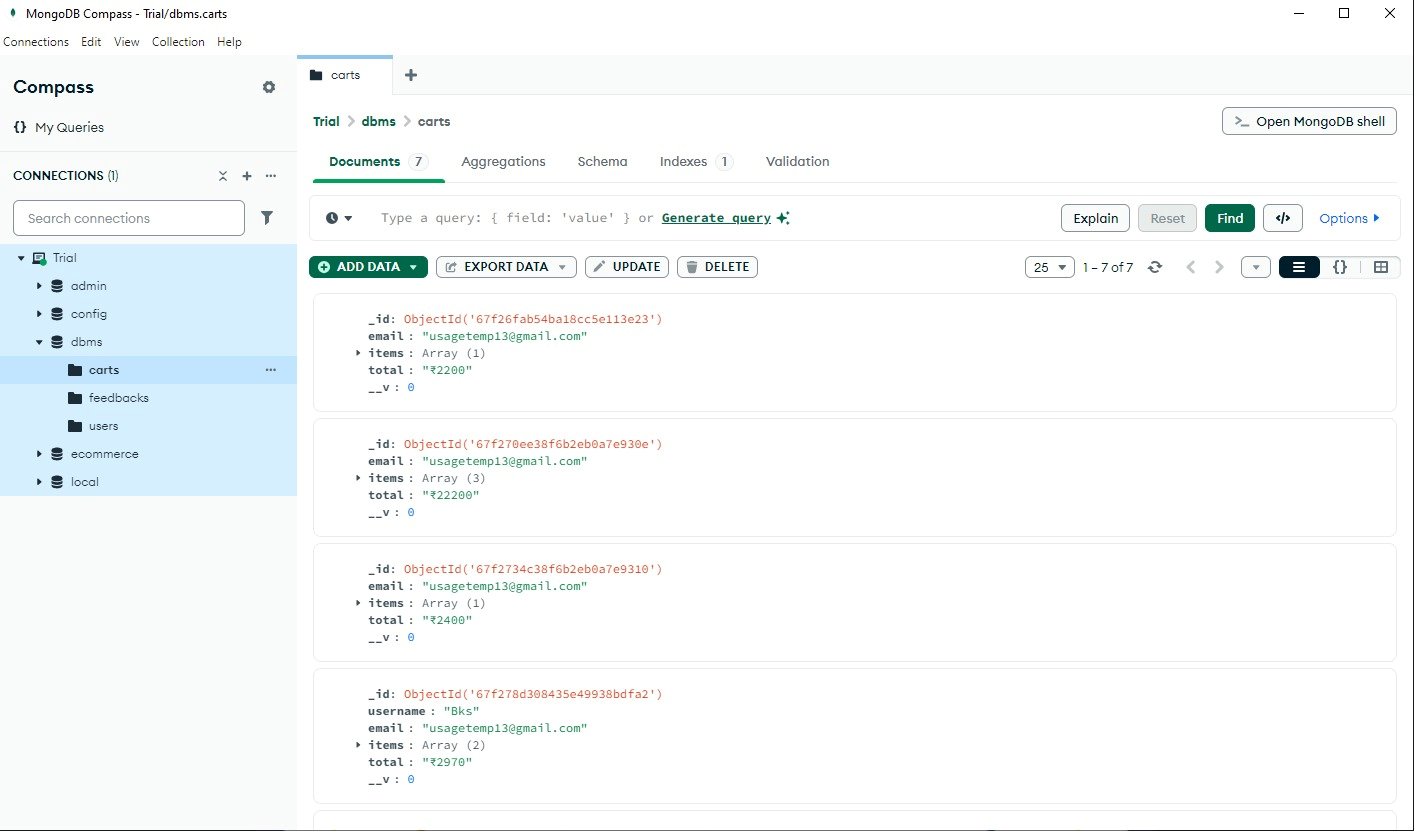 MongoDB Compass - Trial/dbms.carts
Connections Edit View Collection Help
Compass
{} My Queries
CONNECTIONS (1)
Search connections
Trial
admin
config
dbms
carts
feedbacks
users
ecommerce
local
carts
Trial > dbms > carts
>_ Open MongoDB shell
Documents 7 Aggregations Schema Indexes 1 Validation
Type a query: { field: 'value' } or Generate query
Explain Reset Find </> Options
ADD DATA EXPORT DATA UPDATE DELETE
25 1 – 7 of 7 {}
_id: ObjectId('67f26fab54ba18cc5e113e23')
email : "usagetemp13@gmail.com"
items : Array (1)
total : "₹2200"
__v : 0
_id: ObjectId('67f270ee38f6b2eb0a7e930e')
email : "usagetemp13@gmail.com"
items : Array (3)
total : "₹22200"
__v : 0
_id: ObjectId('67f2734c38f6b2eb0a7e9310')
email : "usagetemp13@gmail.com"
items : Array (1)
total : "₹2400"
__v : 0
_id: ObjectId('67f278d308435e49938bdfa2')
username : "Bks"
email : "usagetemp13@gmail.com"
items : Array (2)
total : "₹2970"
__v : 0